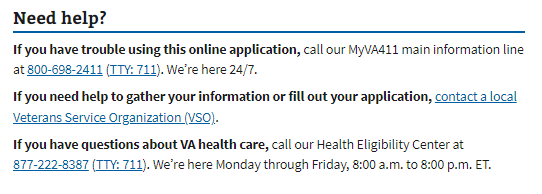 Need help?
If you have trouble using this online application, call our MyVA411 main information line
at 800-698-2411 (TTY: 711). We’re here 24/7.
If you need help to gather your information or fill out your application, contact a local
Veterans Service Organization (VSO).
If you have questions about VA health care, call our Health Eligibility Center at
877-222-8387 (TTY: 711). We’re here Monday through Friday, 8:00 a.m. to 8:00 p.m. ET.